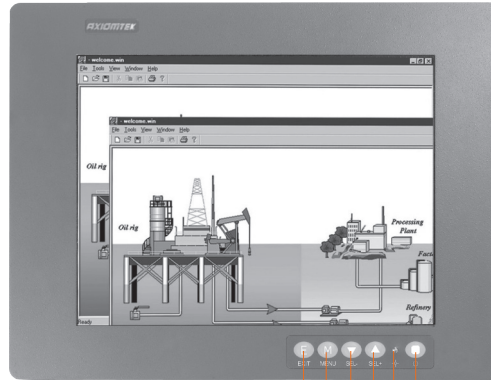 AXIOMTEK
- welcome.win
File Tools View Window Help
- welcome.win
File Tools View Window Help
Oil rig
Oil rig
Processing
Plant
Fact
Refinery
Ready
E M
EXIT MENU SEL- SEL+